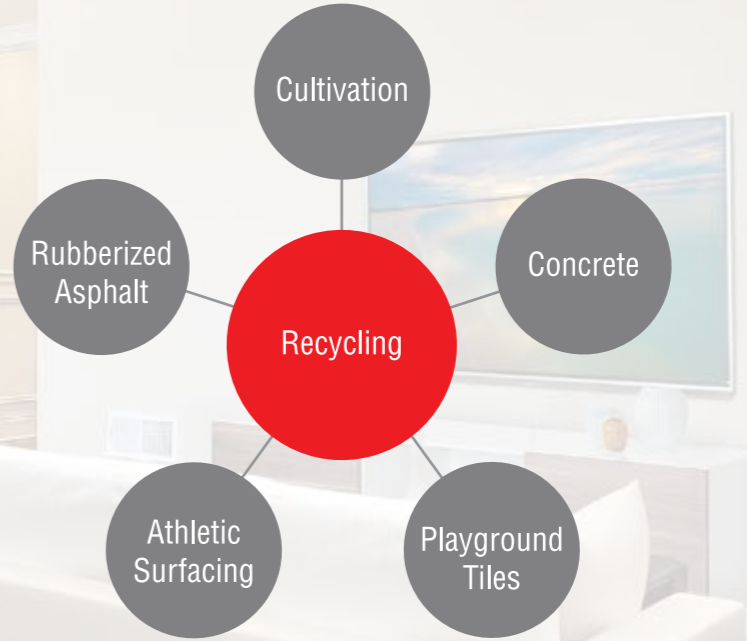 Cultivation
Rubberized
Asphalt
Concrete
Recycling
Athletic
Surfacing
Playground
Tiles